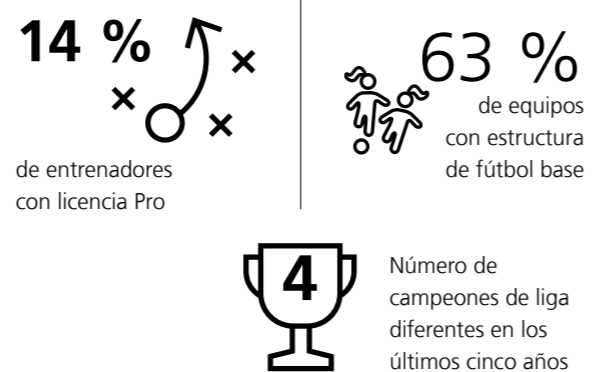 14 %
de entrenadores
con licencia Pro
63 %
de equipos
con estructura
de fútbol base
4
Número de
campeones de liga
diferentes en los
últimos cinco años